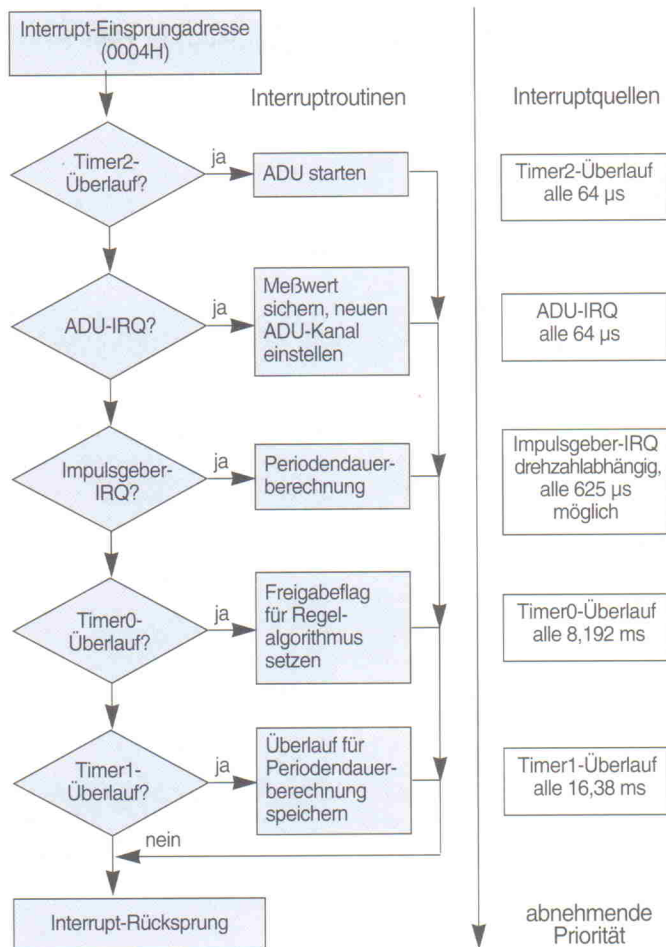 Interrupt-Einsprungadresse
(0004H)
Interruptroutinen
Interruptquellen
Timer2-
Überlauf?
ja
ADU starten
Timer2-Überlauf
alle 64 µs
ADU-IRQ?
ja
Meßwert
sichern, neuen
ADU-Kanal
einstellen
ADU-IRQ
alle 64 µs
Impulsgeber-
IRQ?
ja
Periodendauer-
berechnung
Impulsgeber-IRQ
drehzahlabhängig,
alle 625 µs
möglich
Timer0-
Überlauf?
ja
Freigabeflag
für Regel-
algorithmus
setzen
Timer0-Überlauf
alle 8,192 ms
Timer1-
Überlauf?
ja
Überlauf für
Periodendauer-
berechnung
speichern
Timer1-Überlauf
alle 16,38 ms
nein
Interrupt-Rücksprung
abnehmende
Priorität